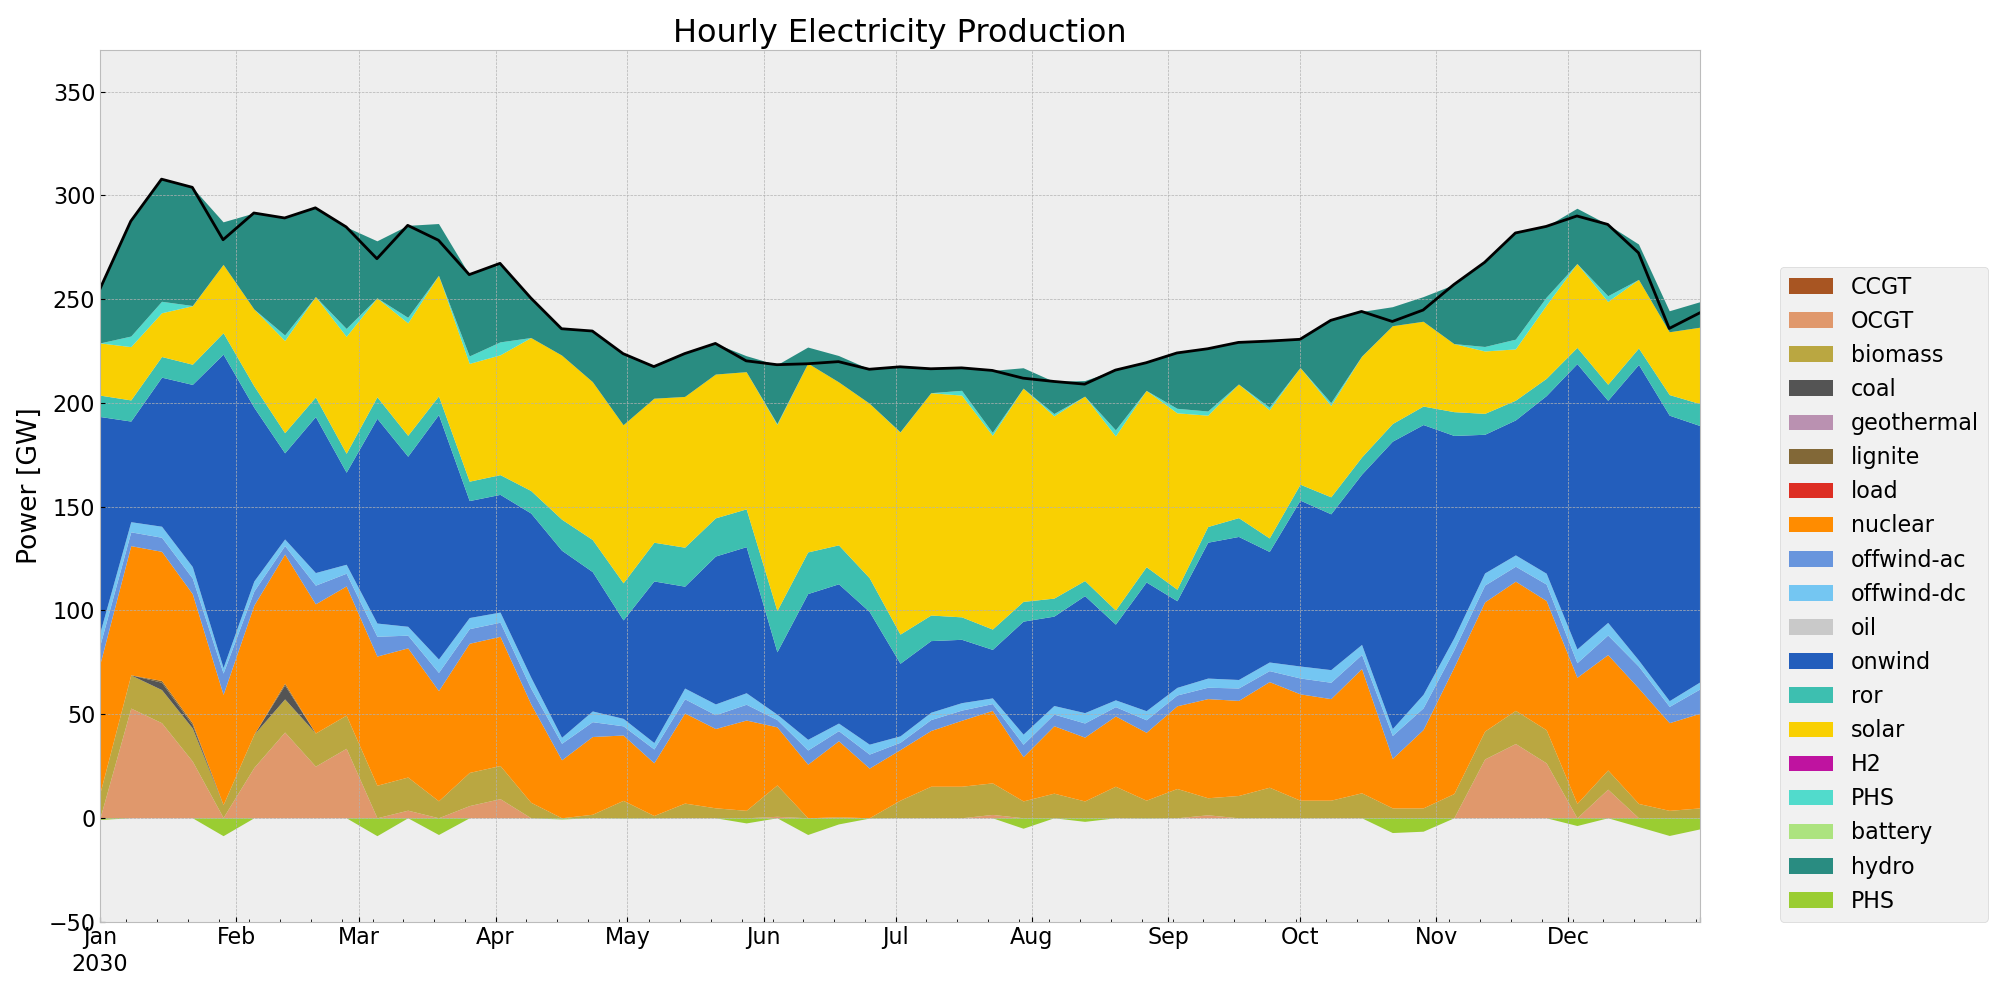 Hourly Electricity Production
Power [GW]
350
300
250
200
150
100
50
0
−50
Jan
2030
Feb
Mar
Apr
May
Jun
Jul
Aug
Sep
Oct
Nov
Dec
CCGT
OCGT
biomass
coal
geothermal
lignite
load
nuclear
offwind-ac
offwind-dc
oil
onwind
ror
solar
H2
PHS
battery
hydro
PHS